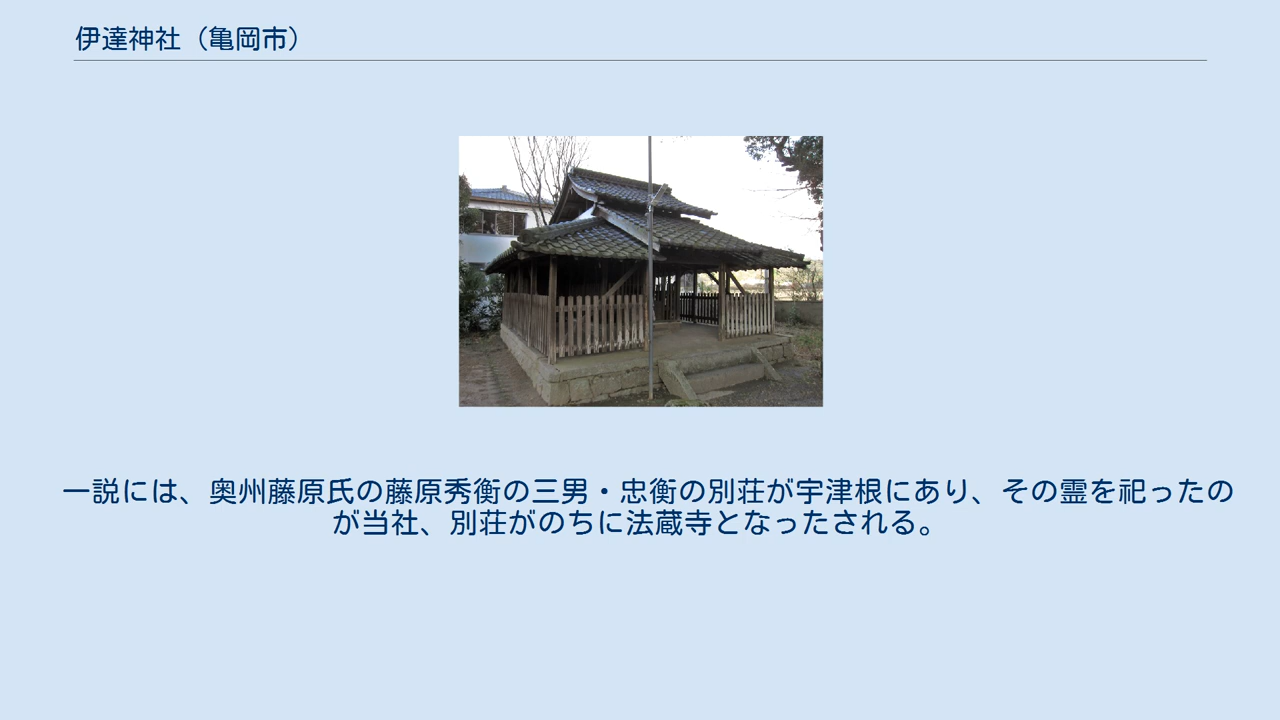 伊達神社（亀岡市）
一説には、奥州藤原氏の藤原秀衡の三男・忠衡の別荘が宇津根にあり、その霊を祀ったの
が当社、別荘がのちに法蔵寺となったされる。